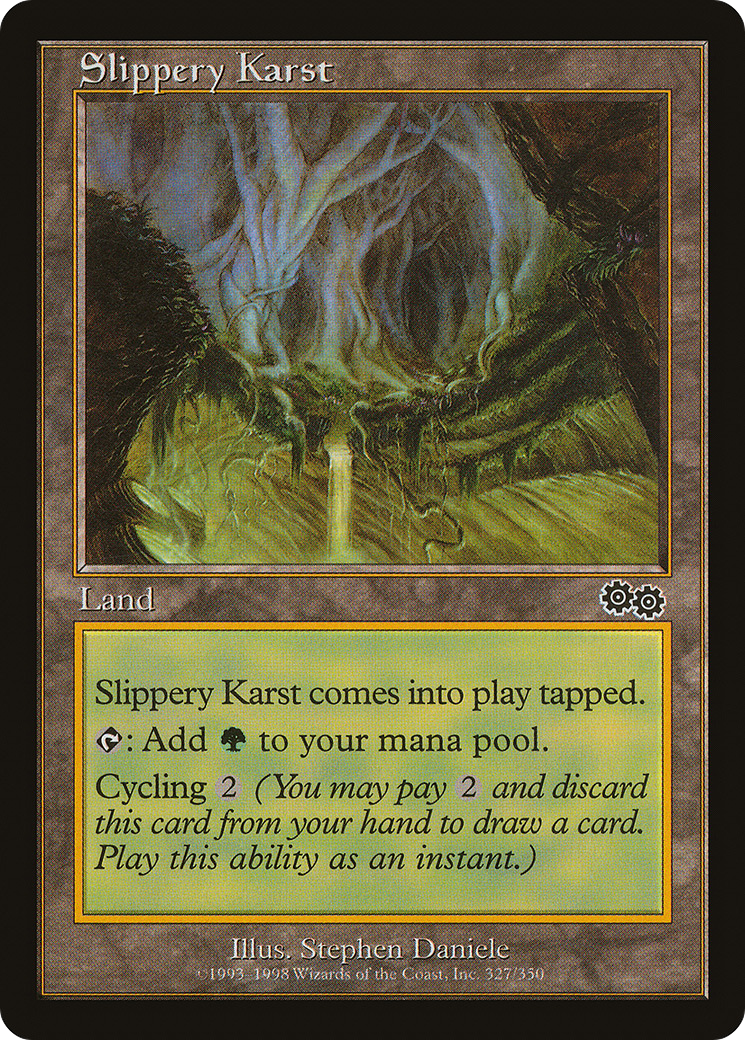 Slippery Karst
Land
Slippery Karst comes into play tapped.
: Add to your mana pool.
Cycling 2 (You may pay 2 and discard
this card from your hand to draw a card.
Play this ability as an instant.)
Illus. Stephen Daniele
©1993–1998 Wizards of the Coast, Inc. 327/350